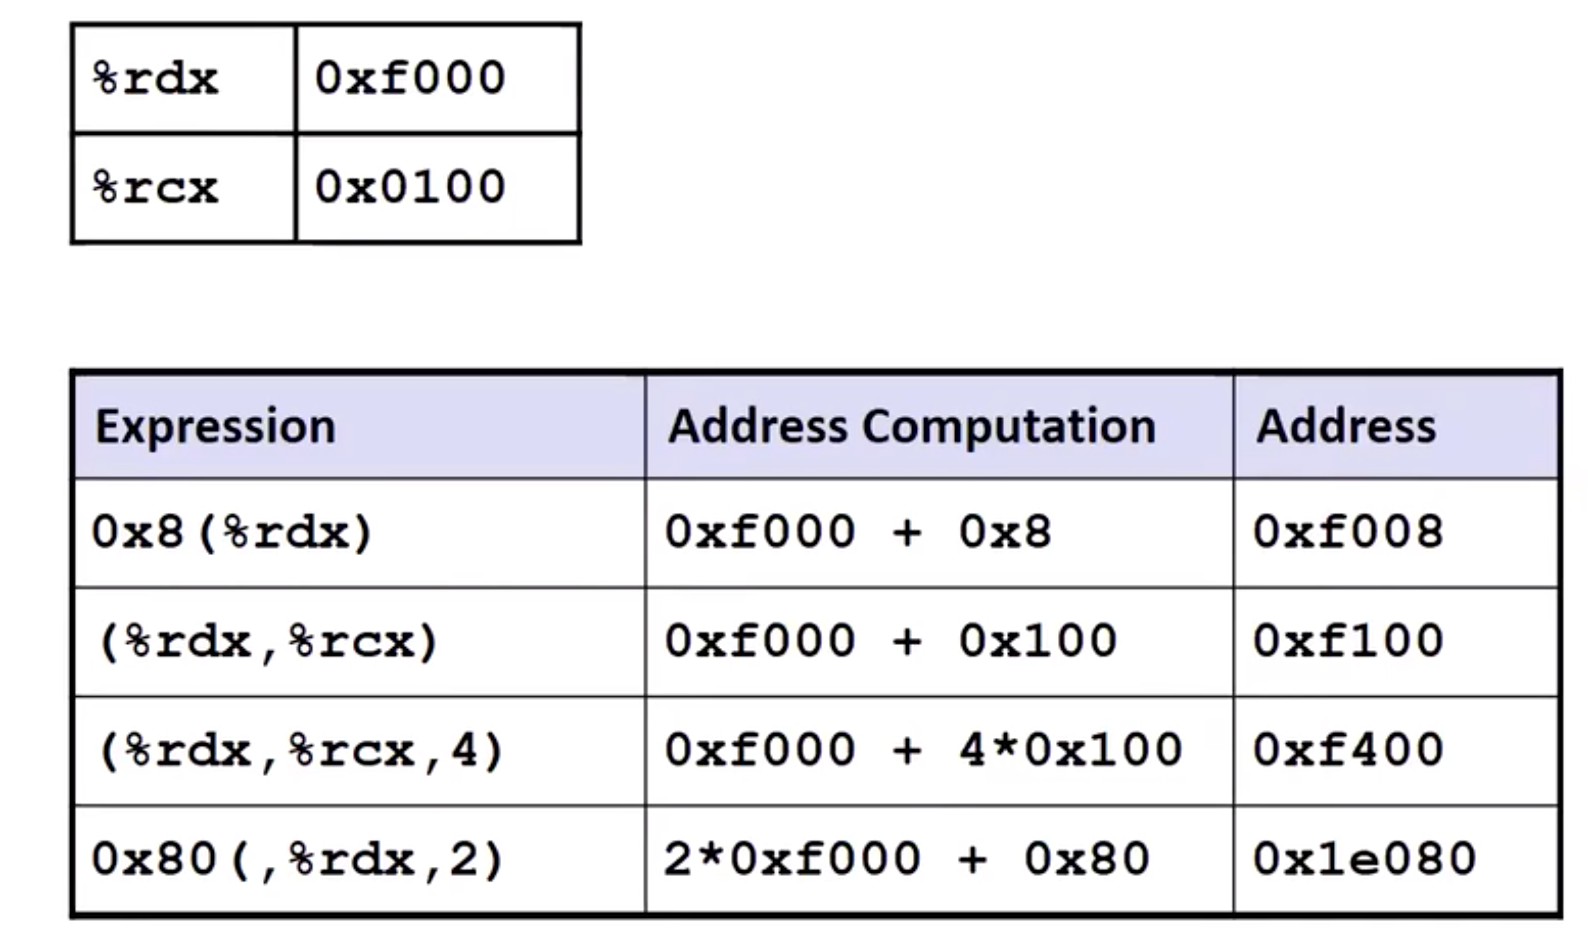 %rdx 0xf000
%rcx 0x0100
Expression Address Computation Address
0x8(%rdx) 0xf000 + 0x8 0xf008
(%rdx,%rcx) 0xf000 + 0x100 0xf100
(%rdx,%rcx,4) 0xf000 + 4*0x100 0xf400
0x80(,%rdx,2) 2*0xf000 + 0x80 0x1e080